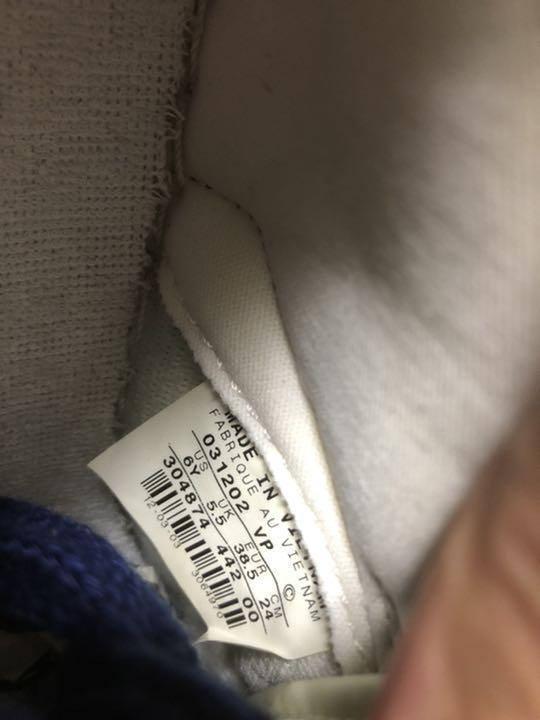 MADE IN
FABRIQUE AU VIETNAM
031202 VP ©
US UK EUR CM
6Y 5.5 38.5 24
304874 442 00